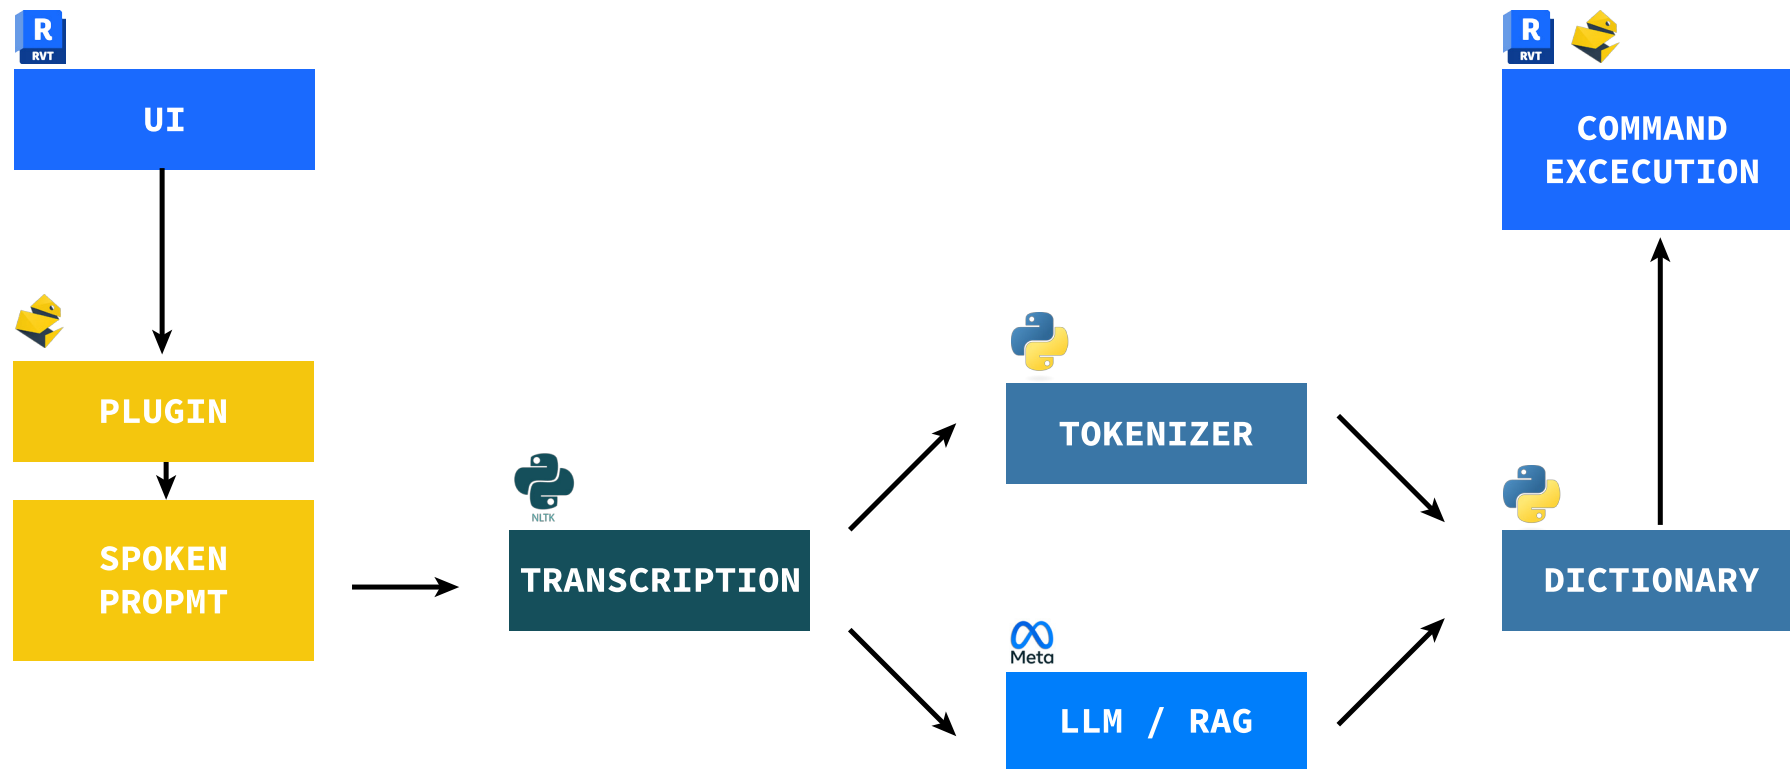 R
RVT
UI
PLUGIN
SPOKEN
PROPMT
NLTK
TRANSCRIPTION
TOKENIZER
Meta
LLM / RAG
DICTIONARY
R
RVT
COMMAND
EXCECUTION